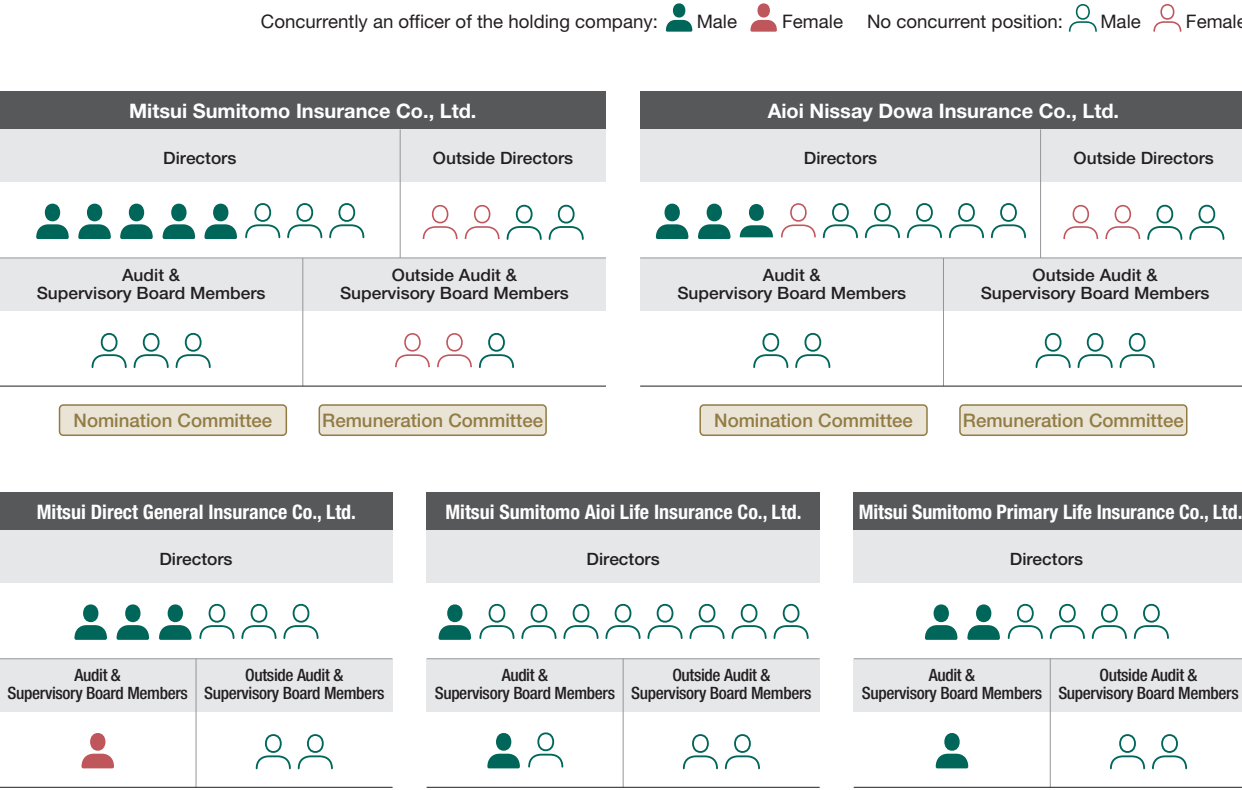 Concurrently an officer of the holding company: Male Female No concurrent position: Male Female
Mitsui Sumitomo Insurance Co., Ltd.
Directors
Outside Directors
Audit &
Supervisory Board Members
Outside Audit &
Supervisory Board Members
Nomination Committee
Remuneration Committee
Aioi Nissay Dowa Insurance Co., Ltd.
Directors
Outside Directors
Audit &
Supervisory Board Members
Outside Audit &
Supervisory Board Members
Nomination Committee
Remuneration Committee
Mitsui Direct General Insurance Co., Ltd.
Directors
Audit &
Supervisory Board Members
Outside Audit &
Supervisory Board Members
Mitsui Sumitomo Aioi Life Insurance Co., Ltd.
Directors
Audit &
Supervisory Board Members
Outside Audit &
Supervisory Board Members
Mitsui Sumitomo Primary Life Insurance Co., Ltd.
Directors
Audit &
Supervisory Board Members
Outside Audit &
Supervisory Board Members